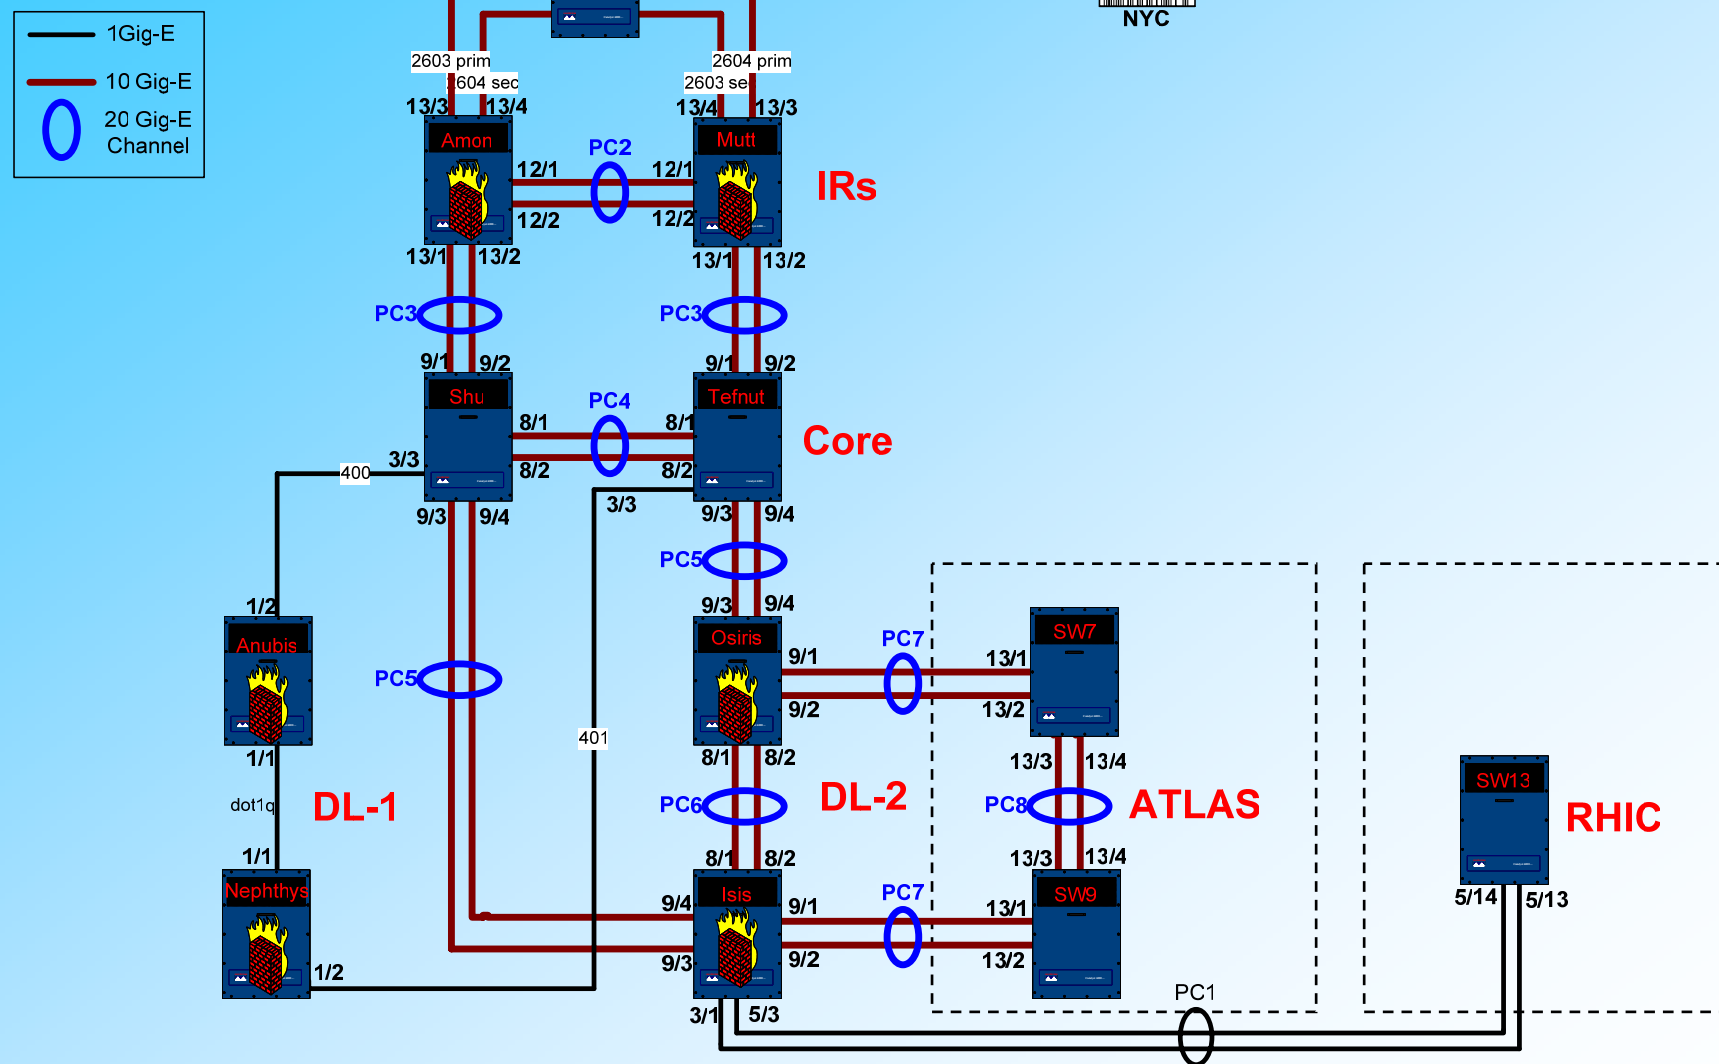 NYC
1Gig-E
10 Gig-E
20 Gig-E
Channel
2603 prim
2604 sec
2604 prim
2603 sec
13/3
13/4
13/4
13/3
Amon
Mutt
PC2
12/1
12/1
12/2
12/2
IRs
13/1
13/2
13/1
13/2
PC3
PC3
9/1
9/2
9/1
9/2
Shu
Tefnut
PC4
8/1
8/1
8/2
8/2
Core
3/3
400
3/3
9/3
9/4
9/3
9/4
PC5
1/2
9/3
9/4
Anubis
Osiris
SW7
PC7
9/1
13/1
9/2
13/2
PC5
401
1/1
8/1
8/2
13/3
13/4
dot1q
DL-1
PC6
DL-2
PC8
ATLAS
SW13
RHIC
1/1
8/1
8/2
13/3
13/4
Nephthys
Isis
SW9
PC7
9/4
9/1
13/1
9/3
9/2
13/2
5/14
5/13
1/2
3/1
5/3
PC1